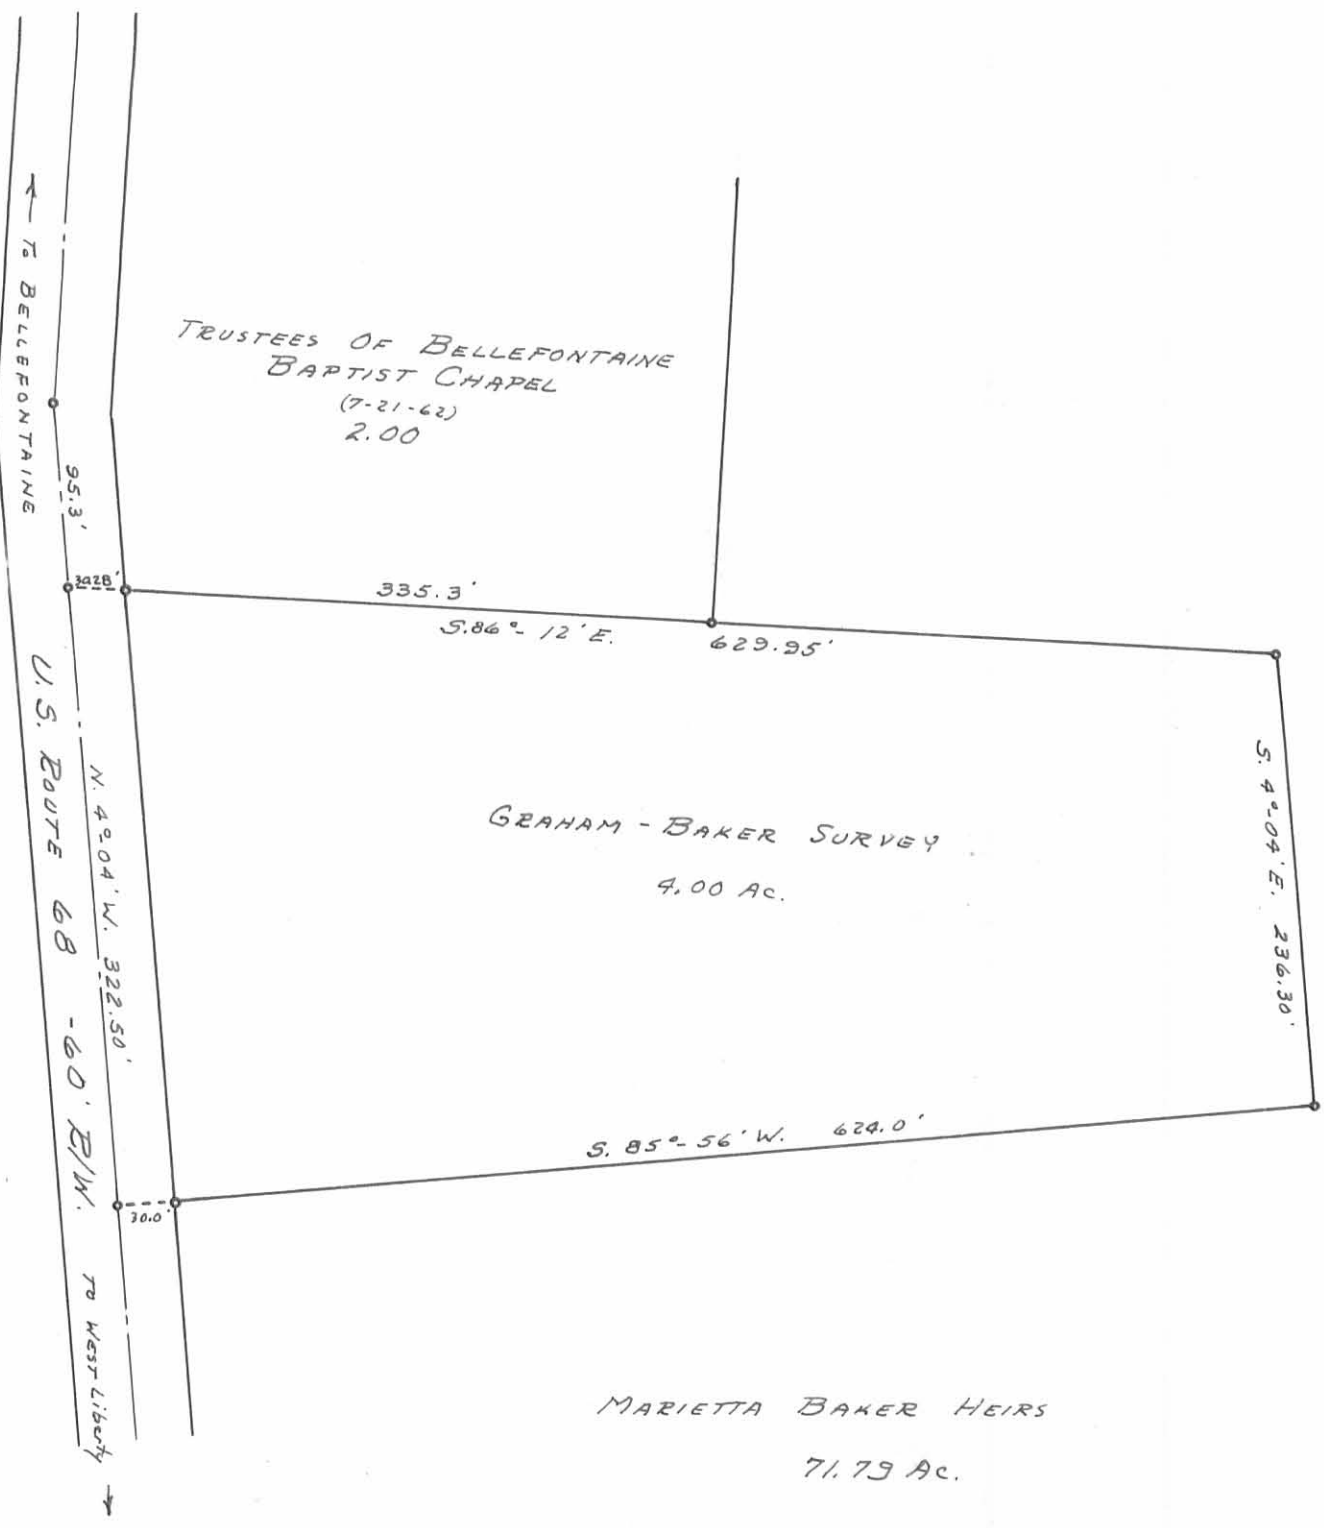 ← To BELLEFONTAINE
TRUSTEES OF BELLEFONTAINE
BAPTIST CHAPEL
(7-21-62)
2.00
95.3'
335.3'
S.86°-12'E.
629.95'
U.S. ROUTE 68 -60' R/W.
N. 4°-04' W. 322.50'
GRAHAM - BAKER SURVEY
4.00 Ac.
S. 4°-04' E. 236.30'
S. 85°-56' W. 624.0'
30.0'
TO WEST Liberty →
MARIETTA BAKER HEIRS
71.79 Ac.